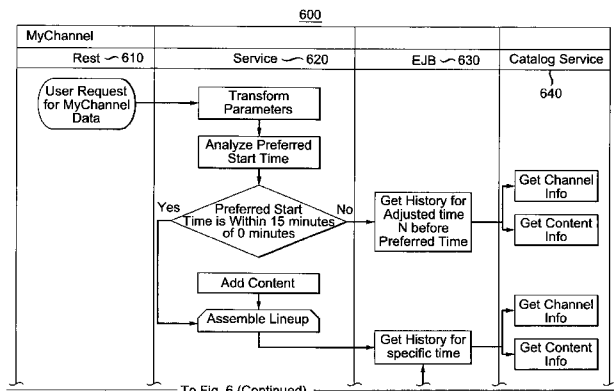 600
MyChannel
Rest 610
Service 620
EJB 630
Catalog Service
640
User Request
for MyChannel
Data
Transform
Parameters
Analyze Preferred
Start Time
Yes
Preferred Start
Time is Within 15 minutes
of 0 minutes
No
Get History for
Adjusted time
N before
Preferred Time
Get Channel
Info
Get Content
Info
Add Content
Assemble Lineup
Get History for
specific time
Get Channel
Info
Get Content
Info
To Fig. 6 (Continued)